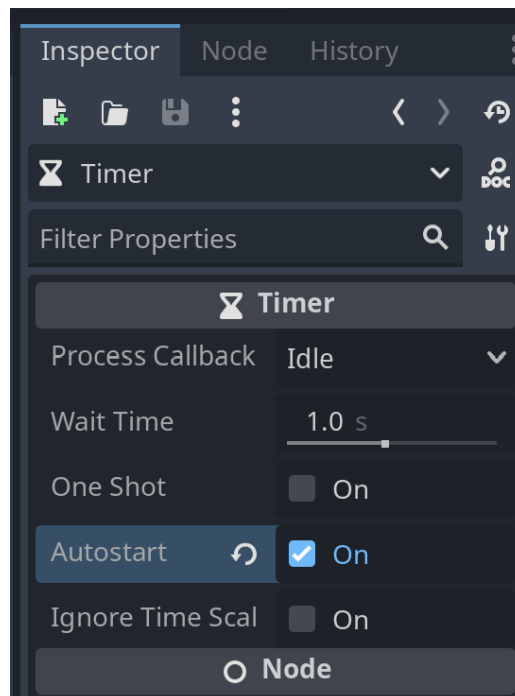 Inspector Node History
Timer
DOC
Filter Properties
Timer
Process Callback Idle
Wait Time 1.0 s
One Shot On
Autostart On
Ignore Time Scal On
Node